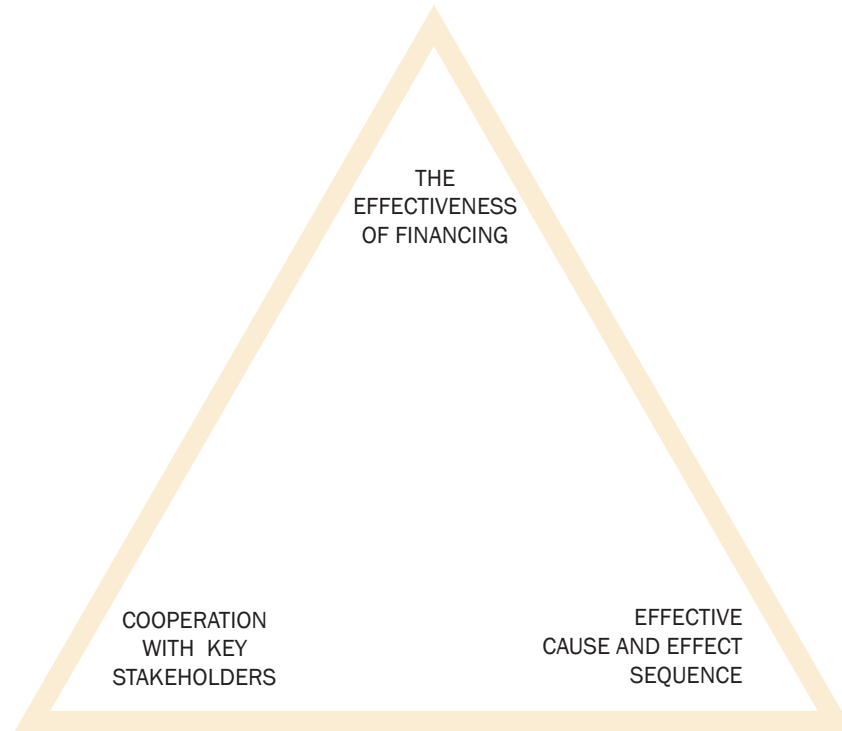 THE
EFFECTIVENESS
OF FINANCING
COOPERATION
WITH KEY
STAKEHOLDERS
EFFECTIVE
CAUSE AND EFFECT
SEQUENCE